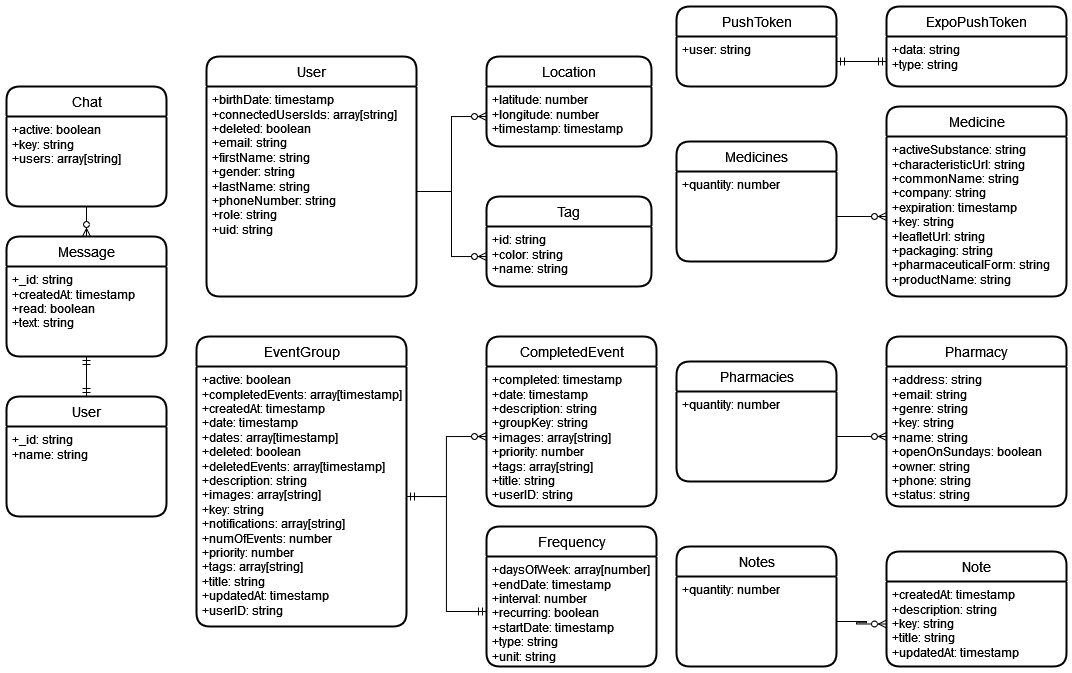 Chat
+active: boolean
+key: string
+users: array[string]
Message
+_id: string
+createdAt: timestamp
+read: boolean
+text: string
User
+_id: string
+name: string
User
+birthDate: timestamp
+connectedUsersIds: array[string]
+deleted: boolean
+email: string
+firstName: string
+gender: string
+lastName: string
+phoneNumber: string
+role: string
+uid: string
Location
+latitude: number
+longitude: number
+timestamp: timestamp
Tag
+id: string
+color: string
+name: string
EventGroup
+active: boolean
+completedEvents: array[timestamp]
+createdAt: timestamp
+date: timestamp
+dates: array[timestamp]
+deleted: boolean
+deletedEvents: array[timestamp]
+description: string
+images: array[string]
+key: string
+notifications: array[string]
+numOfEvents: number
+priority: number
+tags: array[string]
+title: string
+updatedAt: timestamp
+userID: string
CompletedEvent
+completed: timestamp
+date: timestamp
+description: string
+groupKey: string
+images: array[string]
+priority: number
+tags: array[string]
+title: string
+userID: string
Frequency
+daysOfWeek: array[number]
+endDate: timestamp
+interval: number
+recurring: boolean
+startDate: timestamp
+type: string
+unit: string
PushToken
+user: string
ExpoPushToken
+data: string
+type: string
Medicines
+quantity: number
Medicine
+activeSubstance: string
+characteristicUrl: string
+commonName: string
+company: string
+expiration: timestamp
+key: string
+leafletUrl: string
+packaging: string
+pharmaceuticalForm: string
+productName: string
Pharmacies
+quantity: number
Pharmacy
+address: string
+email: string
+genre: string
+key: string
+name: string
+openOnSundays: boolean
+owner: string
+phone: string
+status: string
Notes
+quantity: number
Note
+createdAt: timestamp
+description: string
+key: string
+title: string
+updatedAt: timestamp